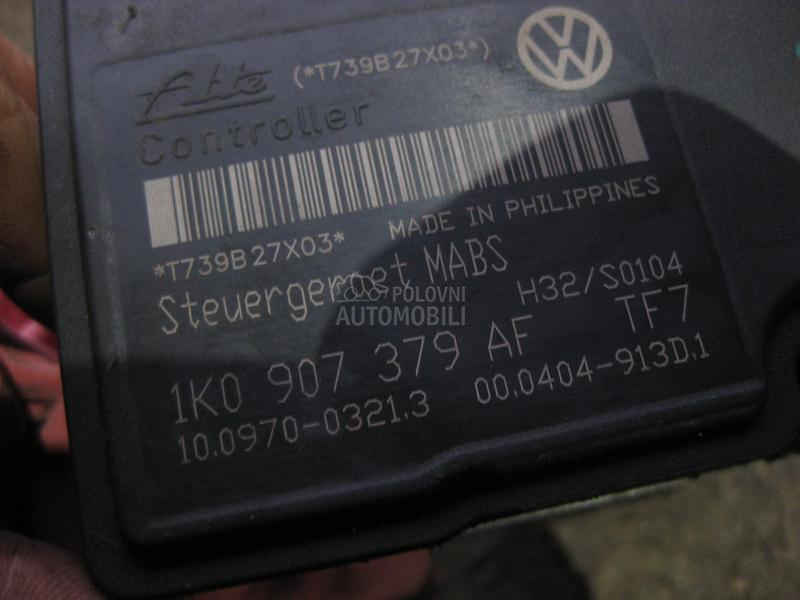 Ate (*T739B27X03*) VW
Controller
MADE IN PHILIPPINES
*T739B27X03*
Steuergeraet MABS
H32/S0104
POLOVNI
AUTOMOBILI
1K0 907 379 AF TF7
10.0970-0321.3 00.0404-913D.1